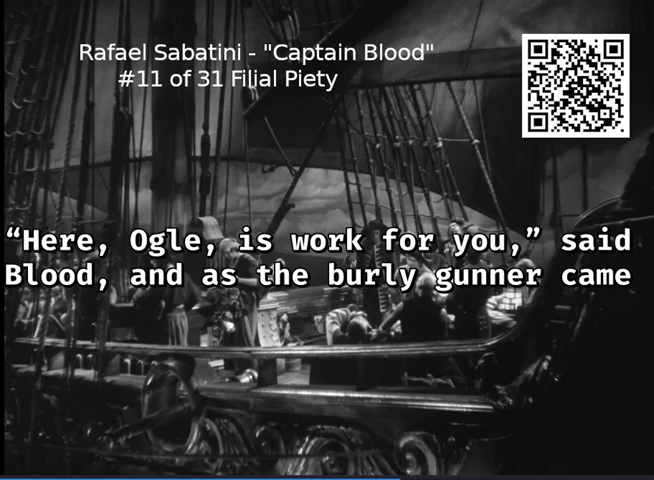 Rafael Sabatini - "Captain Blood"
#11 of 31 Filial Piety
“Here, Ogle, is work for you,” said
Blood, and as the burly gunner came